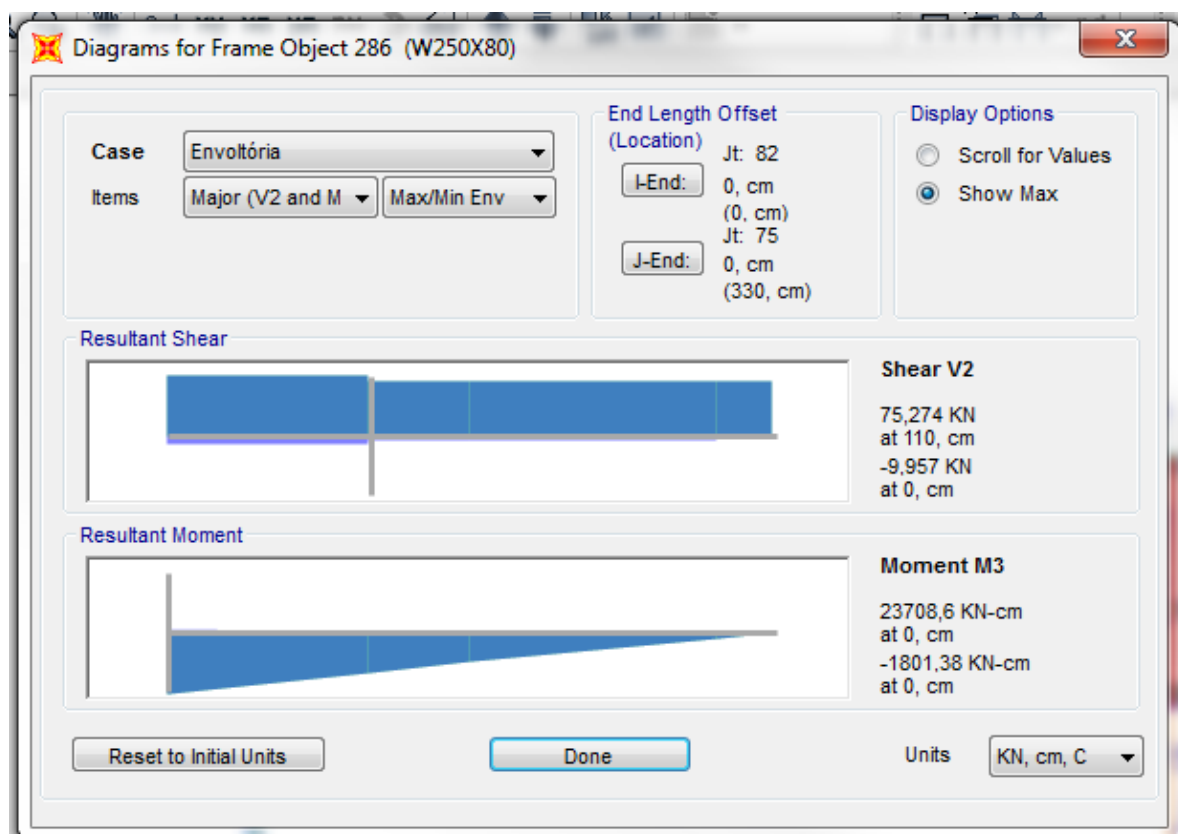 Diagrams for Frame Object 286 (W250X80)
Case
Envoltória
Items
Major (V2 and M
Max/Min Env
End Length Offset
(Location)
I-End:
Jt: 82
0, cm
(0, cm)
J-End:
Jt: 75
0, cm
(330, cm)
Display Options
Scroll for Values
Show Max
Resultant Shear
Shear V2
75,274 KN
at 110, cm
-9,957 KN
at 0, cm
Resultant Moment
Moment M3
23708,6 KN-cm
at 0, cm
-1801,38 KN-cm
at 0, cm
Reset to Initial Units
Done
Units
KN, cm, C